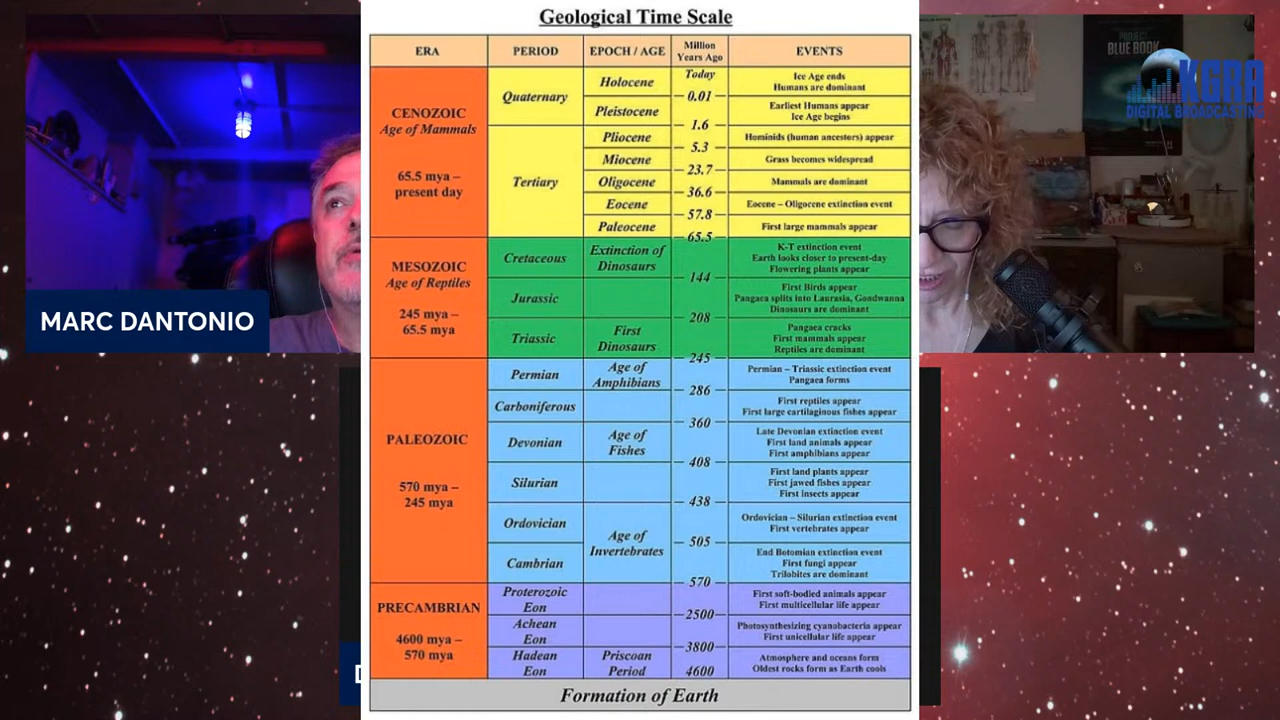 Geological Time Scale
ERA PERIOD EPOCH / AGE Million Years Ago EVENTS
CENOZOIC
Age of Mammals
65.5 mya –
present day
Quaternary
Tertiary
Holocene
Pleistocene
Pliocene
Miocene
Oligocene
Eocene
Paleocene
Today
0.01
1.6
5.3
23.7
36.6
57.8
65.5
Ice Age ends
Humans are dominant
Earliest Humans appear
Ice Age begins
Hominids (human ancestors) appear
Grass becomes widespread
Mammals are dominant
Eocene – Oligocene extinction event
First large mammals appear
MESOZOIC
Age of Reptiles
245 mya –
65.5 mya
Cretaceous
Jurassic
Triassic
Extinction of
Dinosaurs
First
Dinosaurs
144
208
245
K-T extinction event
Earth looks closer to present-day
Flowering plants appear
First Birds appear
Pangaea splits into Laurasia, Gondwanna
Dinosaurs are dominant
Pangaea cracks
First mammals appear
Reptiles are dominant
PALEOZOIC
570 mya –
245 mya
Permian
Carboniferous
Devonian
Silurian
Ordovician
Cambrian
Age of
Amphibians
Age of
Fishes
Age of
Invertebrates
286
360
408
438
505
570
Permian – Triassic extinction event
Pangaea forms
First reptiles appear
First large cartilaginous fishes appear
Late Devonian extinction event
First land animals appear
First amphibians appear
First land plants appear
First jawed fishes appear
First insects appear
Ordovician – Silurian extinction event
First vertebrates appear
End Botomian extinction event
First fungi appear
Trilobites are dominant
PRECAMBRIAN
4600 mya –
570 mya
Proterozoic
Eon
Achean
Eon
Hadean
Eon
Priscoan
Period
2500
3800
4600
First soft-bodied animals appear
First multicellular life appear
Photosynthesizing cyanobacteria appear
First unicellular life appear
Atmosphere and oceans form
Oldest rocks form as Earth cools
Formation of Earth
MARC DANTONIO
PROJECT
BLUE BOOK
KGRA
DIGITAL BROADCASTING